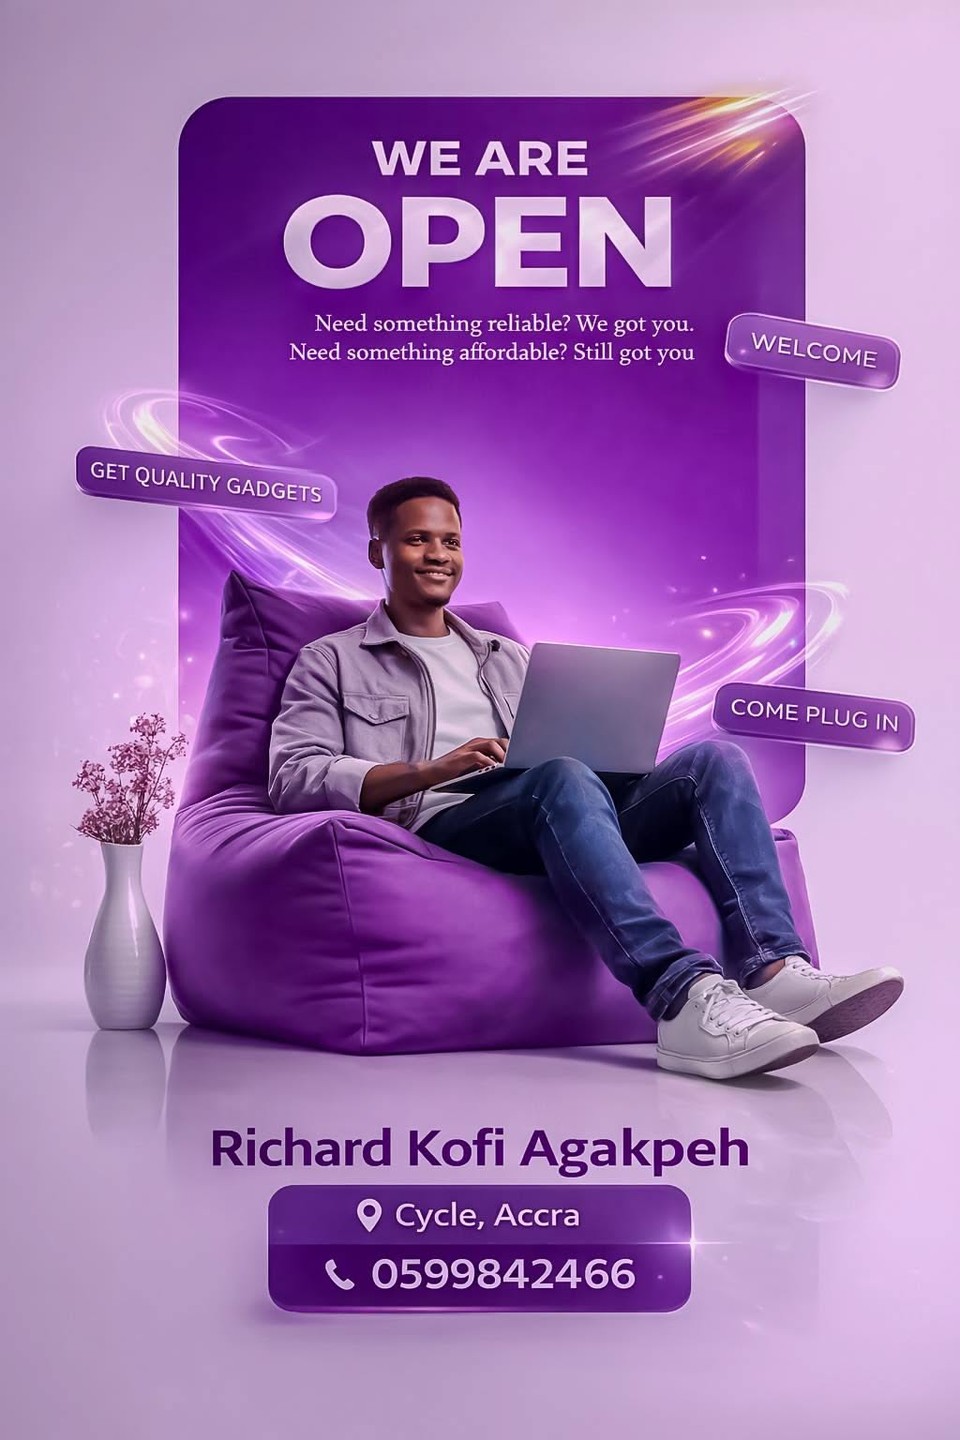 WE ARE
OPEN
Need something reliable? We got you.
Need something affordable? Still got you
WELCOME
GET QUALITY GADGETS
COME PLUG IN
Richard Kofi Agakpeh
Cycle, Accra
0599842466